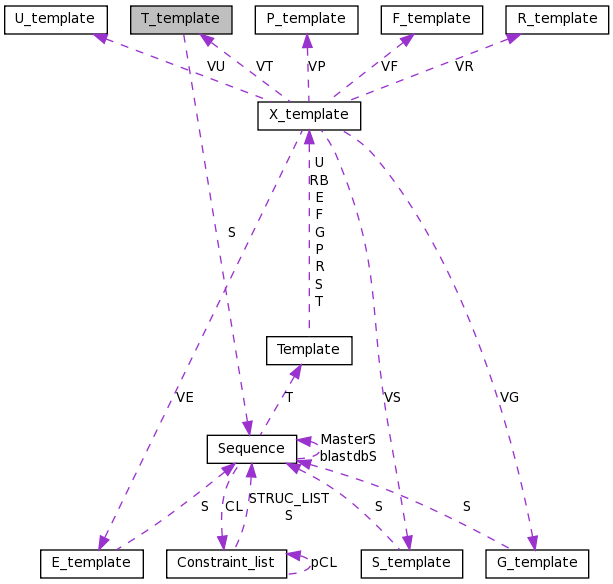 U_template
T_template
P_template
F_template
R_template
VU
VT
VP
VF
VR
X_template
U
RB
E
F
G
P
R
S
T
S
Template
VE
T
VS
VG
Sequence
MasterS
blastdbS
S
CL
STRUC_LIST
S
S
S
E_template
Constraint_list
pCL
S_template
G_template